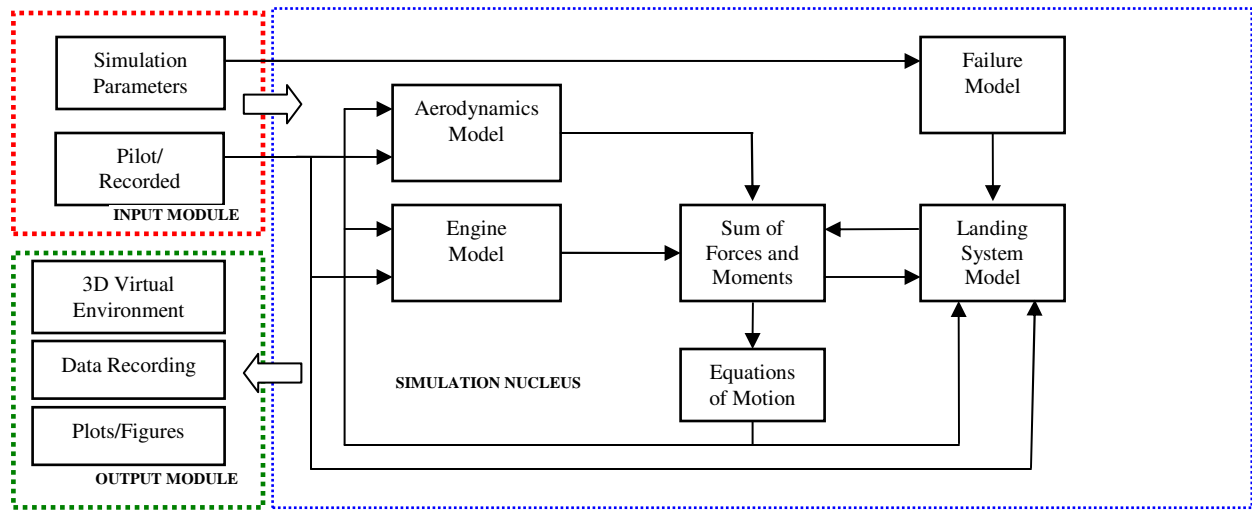 Simulation
Parameters
Pilot/
Recorded
INPUT MODULE
3D Virtual
Environment
Data Recording
Plots/Figures
OUTPUT MODULE
Aerodynamics
Model
Engine
Model
SIMULATION NUCLEUS
Sum of
Forces and
Moments
Equations
of Motion
Failure
Model
Landing
System
Model